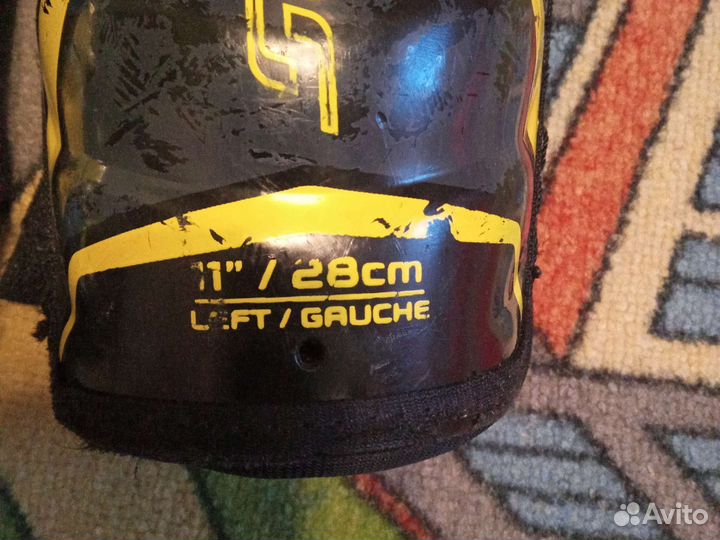 11" / 28cm
LEFT / GAUCHE
Avito